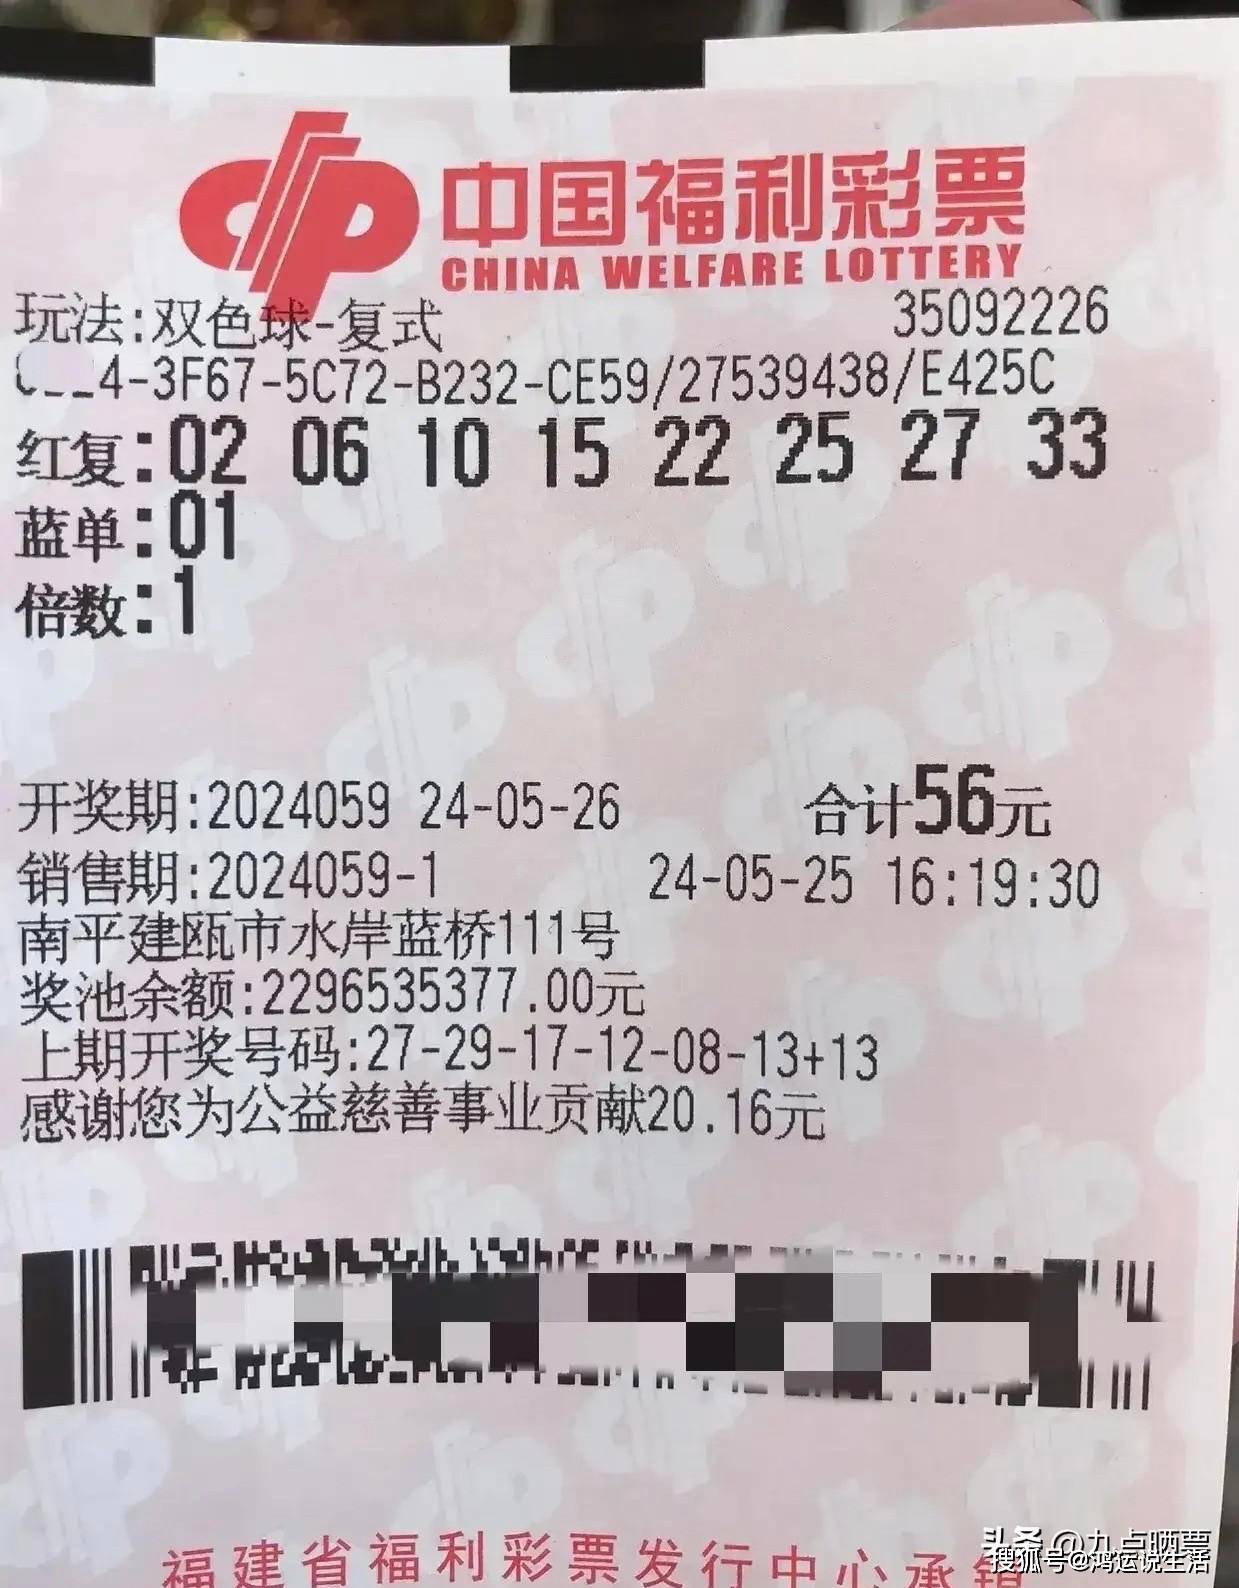 中国福利彩票
CHINA WELFARE LOTTERY
玩法:双色球-复式 35092226
4-3F67-5C72-B232-CE59/27539438/E425C
红复:02 06 10 15 22 25 27 33
蓝单:01
倍数:1
开奖期:2024059 24-05-26 合计56元
销售期:2024059-1 24-05-25 16:19:30
南平建瓯市水岸蓝桥111号
奖池余额:2296535377.00元
上期开奖号码:27-29-17-12-08-13+13
感谢您为公益慈善事业贡献20.16元
福建省福利彩票发行中心承销
头条 @九点晒票
搜狐号@鸿运说生活